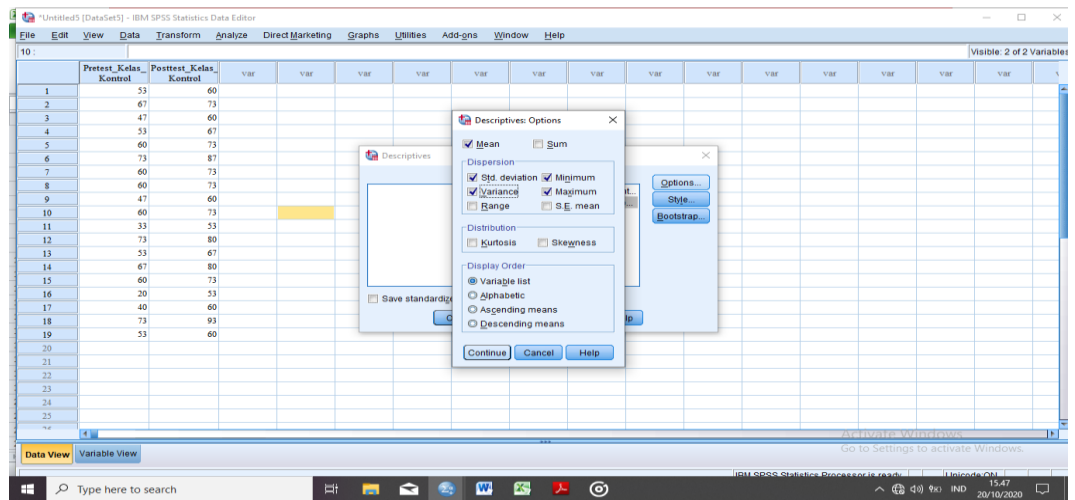 *Untitled5 [DataSet5] - IBM SPSS Statistics Data Editor
File Edit View Data Transform Analyze Direct Marketing Graphs Utilities Add-ons Window Help
10 : Visible: 2 of 2 Variables
Pretest_Kelas_Kontrol Posttest_Kelas_Kontrol var var var var var var var var var var var var var var
1 53 60
2 67 73
3 47 60
4 53 67
5 60 73
6 73 87
7 60 73
8 60 73
9 47 60
10 60 73
11 33 53
12 73 80
13 53 67
14 67 80
15 60 73
16 20 53
17 40 60
18 73 93
19 53 60
20
21
22
23
24
25
Descriptives
Options...
Style...
Bootstrap...
Save standardize
Descriptives: Options
Mean Sum
Dispersion
Std. deviation Minimum
Variance Maximum
Range S.E. mean
Distribution
Kurtosis Skewness
Display Order
Variable list
Alphabetic
Ascending means
Descending means
Continue Cancel Help
Activate Windows
Go to Settings to activate Windows.
Data View Variable View
IBM SPSS Statistics Processor is ready Unicode:ON
Type here to search
IND
15.47
20/10/2020